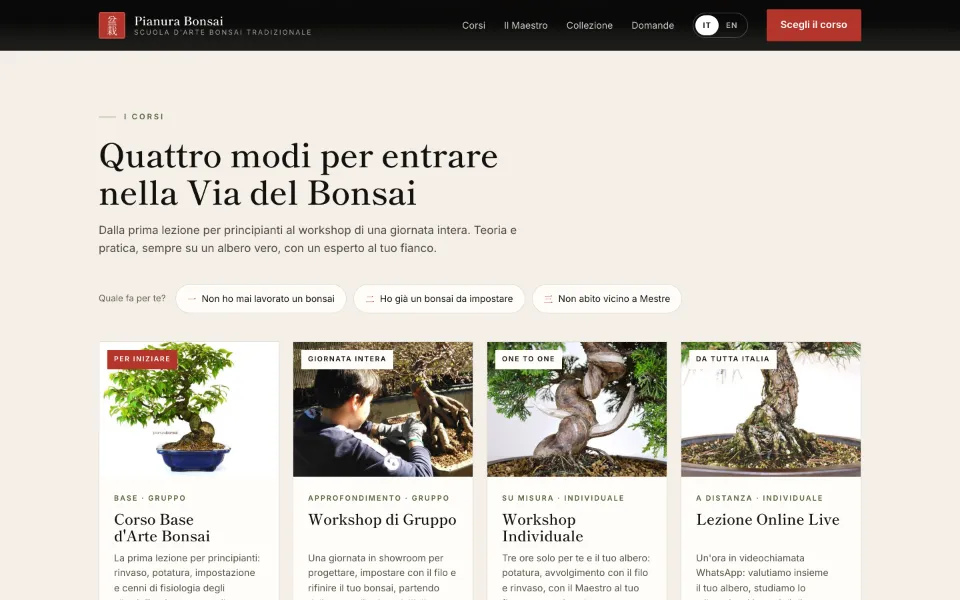 盆栽
Pianura Bonsai
SCUOLA D'ARTE BONSAI TRADIZIONALE
Corsi
Il Maestro
Collezione
Domande
IT
EN
Scegli il corso
I CORSI
Quattro modi per entrare
nella Via del Bonsai
Dalla prima lezione per principianti al workshop di una giornata intera. Teoria e
pratica, sempre su un albero vero, con un esperto al tuo fianco.
Quale fa per te?
一 Non ho mai lavorato un bonsai
二 Ho già un bonsai da impostare
三 Non abito vicino a Mestre
PER INIZIARE
GIORNATA INTERA
ONE TO ONE
DA TUTTA ITALIA
BASE · GRUPPO
Corso Base
d'Arte Bonsai
La prima lezione per principianti:
rinvaso, potatura, impostazione
e cenni di fisiologia degli
APPROFONDIMENTO · GRUPPO
Workshop di Gruppo
Una giornata in showroom per
progettare, impostare con il filo e
rifinire il tuo bonsai, partendo
SU MISURA · INDIVIDUALE
Workshop
Individuale
Tre ore solo per te e il tuo albero:
potatura, avvolgimento con il filo
e rinvaso, con il Maestro al tuo
A DISTANZA · INDIVIDUALE
Lezione Online Live
Un'ora in videochiamata
WhatsApp: valutiamo insieme
il tuo albero, studiamo lo